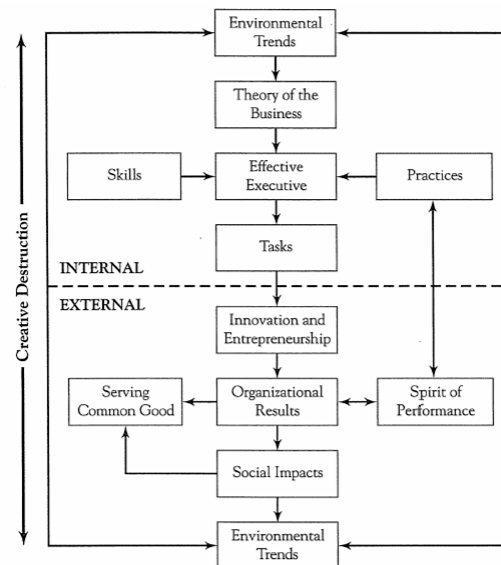 Environmental
Trends
Theory of the
Business
Skills
Effective
Executive
Practices
Tasks
Creative Destruction
INTERNAL
EXTERNAL
Innovation and
Entrepreneurship
Serving
Common Good
Organizational
Results
Spirit of
Performance
Social Impacts
Environmental
Trends